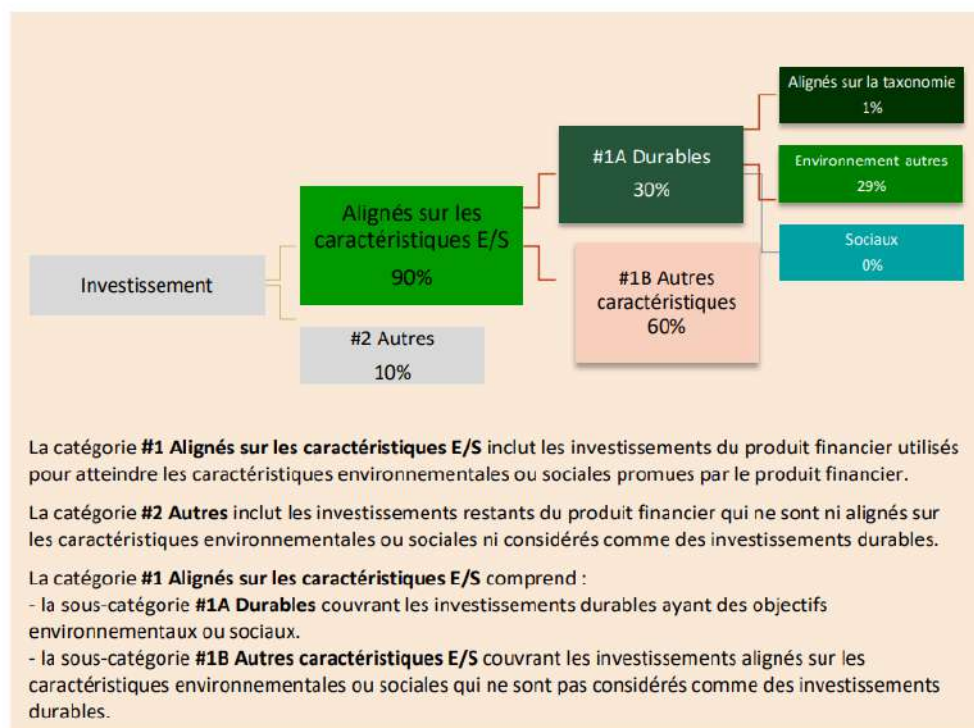 Alignés sur la taxonomie
1%
#1A Durables
30%
Environnement autres
29%
Alignés sur les
caractéristiques E/S
90%
Sociaux
0%
Investissement
#1B Autres
caractéristiques
60%
#2 Autres
10%
La catégorie #1 Alignés sur les caractéristiques E/S inclut les investissements du produit financier utilisés
pour atteindre les caractéristiques environnementales ou sociales promues par le produit financier.
La catégorie #2 Autres inclut les investissements restants du produit financier qui ne sont ni alignés sur
les caractéristiques environnementales ou sociales ni considérés comme des investissements durables.
La catégorie #1 Alignés sur les caractéristiques E/S comprend :
- la sous-catégorie #1A Durables couvrant les investissements durables ayant des objectifs
environnementaux ou sociaux.
- la sous-catégorie #1B Autres caractéristiques E/S couvrant les investissements alignés sur les
caractéristiques environnementales ou sociales qui ne sont pas considérés comme des investissements
durables.